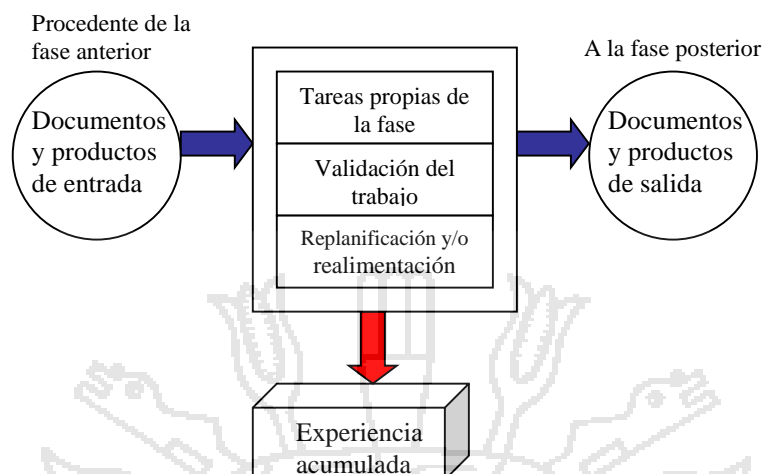 Procedente de la
fase anterior
A la fase posterior
Documentos
y productos
de entrada
Tareas propias de
la fase
Validación del
trabajo
Replanificación y/o
realimentación
Documentos
y productos
de salida
Experiencia
acumulada